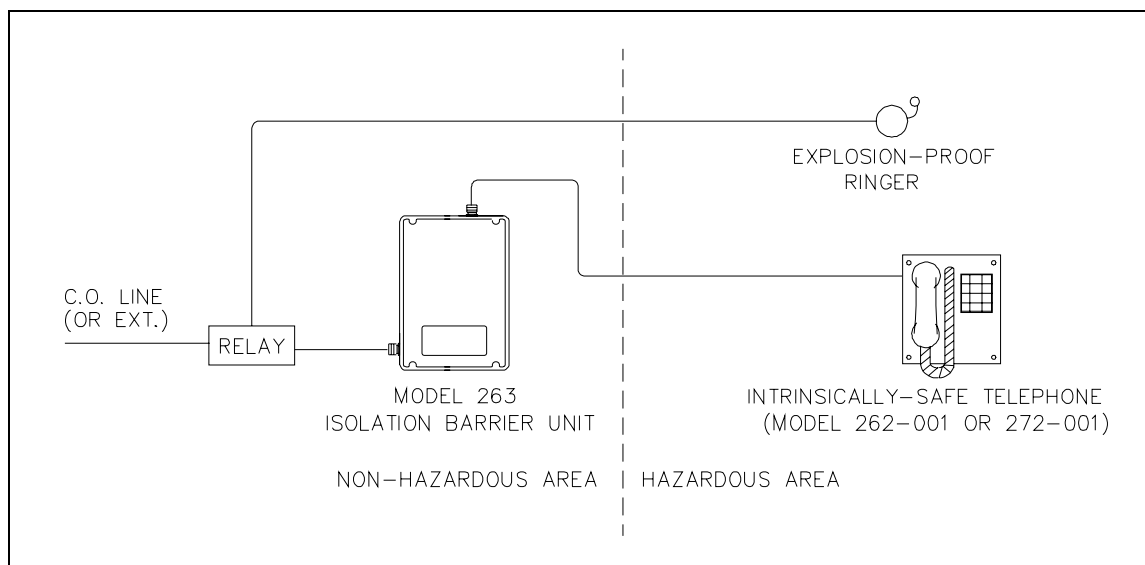 EXPLOSION-PROOF
RINGER
C.O. LINE
(OR EXT.)
RELAY
MODEL 263
ISOLATION BARRIER UNIT
INTRINSICALLY-SAFE TELEPHONE
(MODEL 262-001 OR 272-001)
NON-HAZARDOUS AREA
HAZARDOUS AREA